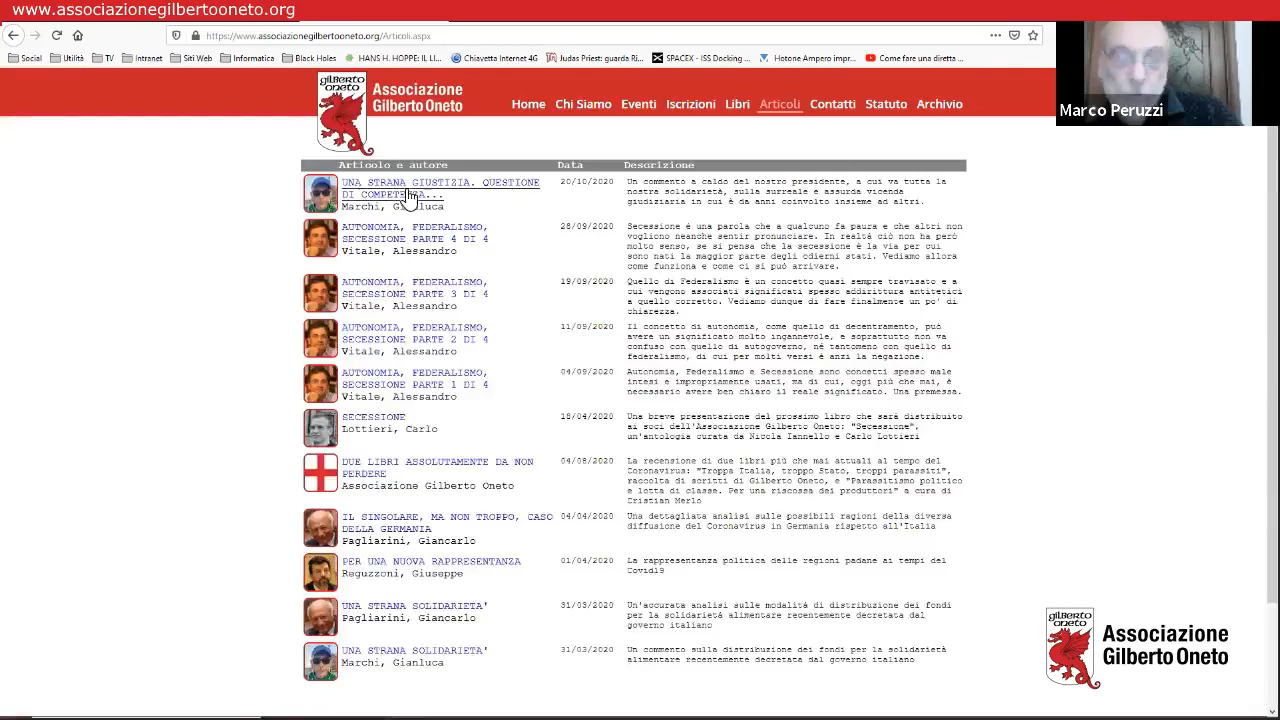 www.associazionegilbertooneto.org
https://www.associazionegilbertooneto.org/Articoli.aspx
Social Utilità TV Intranet Siti Web Informatica Black Holes HANS H. HOPPE: IL LI... Chiavetta Internet 4G Judas Priest: guarda Ri... SPACEX - ISS Docking ... Hotone Ampero impr... Come fare una diretta ...
Marco Peruzzi
gilberto
oneto
Associazione
Gilberto Oneto
Home Chi Siamo Eventi Iscrizioni Libri Articoli Contatti Statuto Archivio
Articolo e autore Data Descrizione
UNA STRANA GIUSTIZIA. QUESTIONE
DI COMPETENZA...
Marchi, Gianluca
20/10/2020
Un commento a caldo del nostro presidente, a cui va tutta la
nostra solidarietà, sulla surreale e assurda vicenda
giudiziaria in cui è da anni coinvolto insieme ad altri.
AUTONOMIA, FEDERALISMO,
SECESSIONE PARTE 4 DI 4
Vitale, Alessandro
28/09/2020
Secessione è una parola che a qualcuno fa paura e che altri non
vogliono neanche sentir pronunciare. In realtà ciò non ha però
molto senso, se si pensa che la secessione è la via per cui
sono nati la maggior parte degli odierni stati. Vediamo allora
come funziona e come ci si può arrivare.
AUTONOMIA, FEDERALISMO,
SECESSIONE PARTE 3 DI 4
Vitale, Alessandro
19/09/2020
Quello di Federalismo è un concetto quasi sempre travisato e a
cui vengono associati significati spesso addirittura antitetici
a quello corretto. Vediamo dunque di fare finalmente un po' di
chiarezza.
AUTONOMIA, FEDERALISMO,
SECESSIONE PARTE 2 DI 4
Vitale, Alessandro
11/09/2020
Il concetto di autonomia, come quello di decentramento, può
avere un significato molto ingannevole, e soprattutto non va
confuso con quello di autogoverno, né tantomeno con quello di
federalismo, di cui per molti versi è anzi la negazione.
AUTONOMIA, FEDERALISMO,
SECESSIONE PARTE 1 DI 4
Vitale, Alessandro
04/09/2020
Autonomia, Federalismo e Secessione sono concetti spesso male
intesi e impropriamente usati, ma di cui, oggi più che mai, è
necessario avere ben chiaro il reale significato. Una premessa.
SECESSIONE
Lottieri, Carlo
18/04/2020
Una breve presentazione del prossimo libro che sarà distribuito
ai soci dell'Associazione Gilberto Oneto: "Secessione",
un'antologia curata da Nicola Iannello e Carlo Lottieri
DUE LIBRI ASSOLUTAMENTE DA NON
PERDERE
Associazione Gilberto Oneto
04/08/2020
La recensione di due libri più che mai attuali al tempo del
Coronavirus: "Troppa Italia, troppo Stato, troppi parassiti",
raccolta di scritti di Gilberto Oneto, e "Parassitismo politico
e lotta di classe. Per una riscossa dei produttori" a cura di
Cristian Merlo
IL SINGOLARE, MA NON TROPPO, CASO
DELLA GERMANIA
Pagliarini, Giancarlo
04/04/2020
Una dettagliata analisi sulle possibili ragioni della diversa
diffusione del Coronavirus in Germania rispetto all'Italia
PER UNA NUOVA RAPPRESENTANZA
Reguzzoni, Giuseppe
01/04/2020
La rappresentanza politica delle regioni padane ai tempi del
Covid19
UNA STRANA SOLIDARIETA'
Pagliarini, Giancarlo
31/03/2020
Un'accurata analisi sulle modalità di distribuzione dei fondi
per la solidarietà alimentare recentemente decretata dal
governo italiano
UNA STRANA SOLIDARIETA'
Marchi, Gianluca
31/03/2020
Un commento sulla distribuzione dei fondi per la solidarietà
alimentare recentemente decretata dal governo italiano
gilberto
oneto
Associazione
Gilberto Oneto